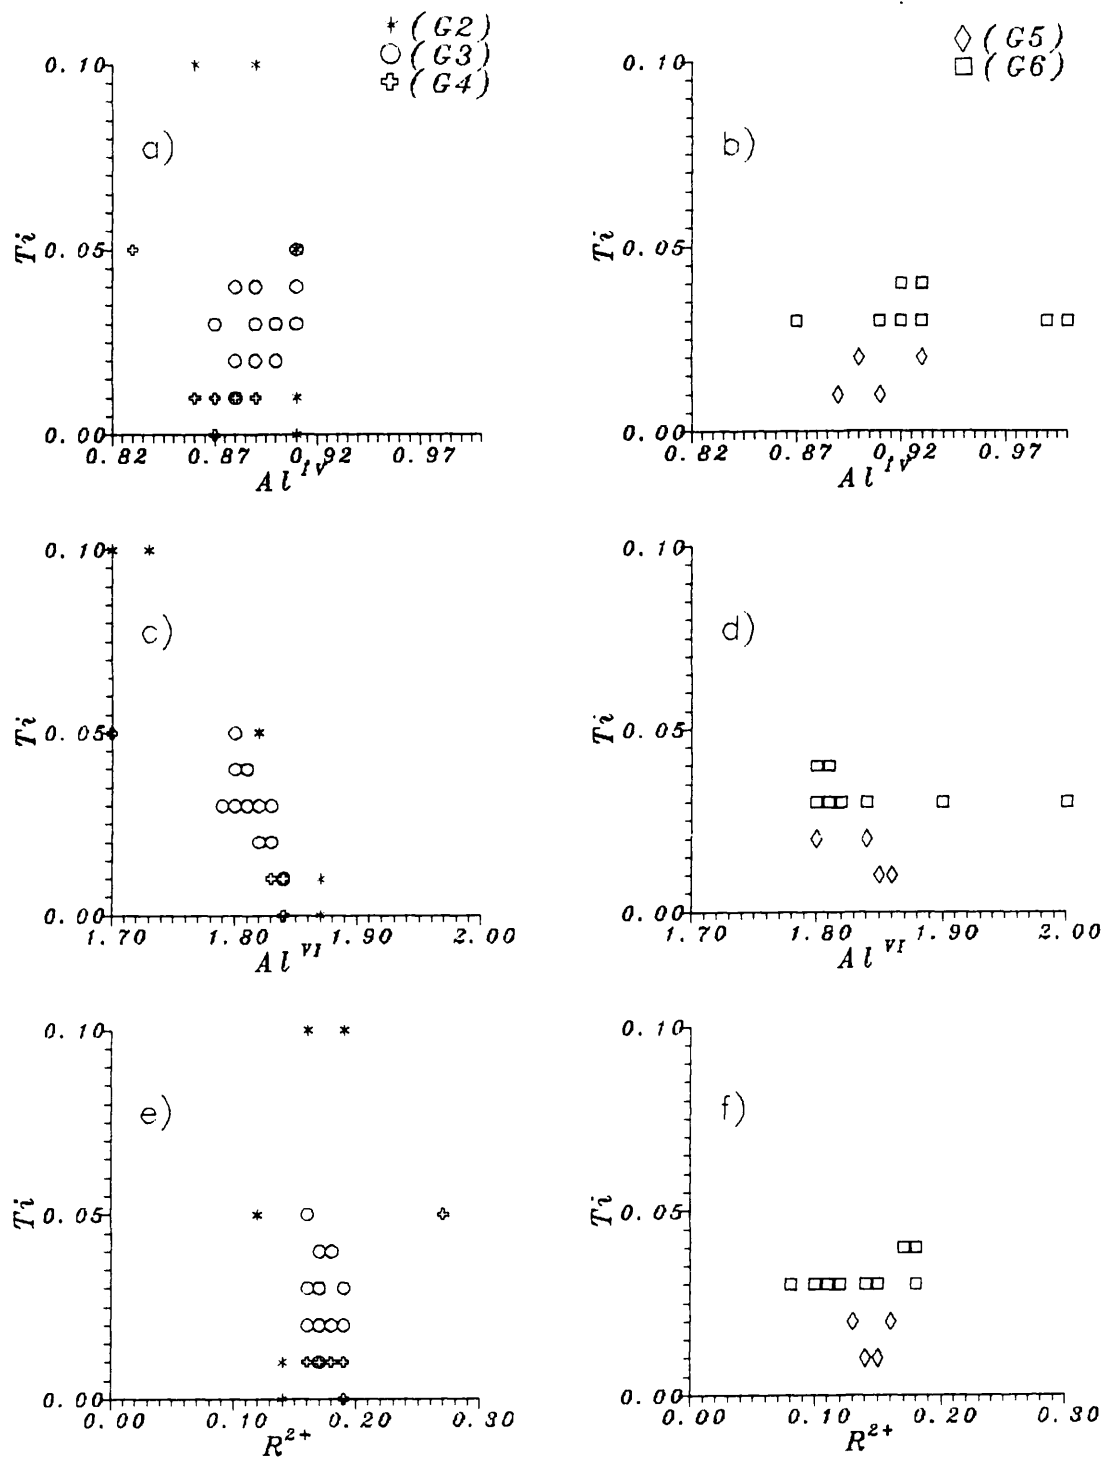 * (G2)
○ (G3)
✚ (G4)
◇ (G5)
□ (G6)
a)
0.10
Ti 0.05
0.00
0.82 0.87 0.92 0.97
Al^IV
b)
0.10
Ti 0.05
0.00
0.82 0.87 0.92 0.97
Al^IV
c)
0.10
Ti 0.05
0.00
1.70 1.80 1.90 2.00
Al^VI
d)
0.10
Ti 0.05
0.00
1.70 1.80 1.90 2.00
Al^VI
e)
0.10
Ti 0.05
0.00
0.00 0.10 0.20 0.30
R^2+
f)
0.10
Ti 0.05
0.00
0.00 0.10 0.20 0.30
R^2+